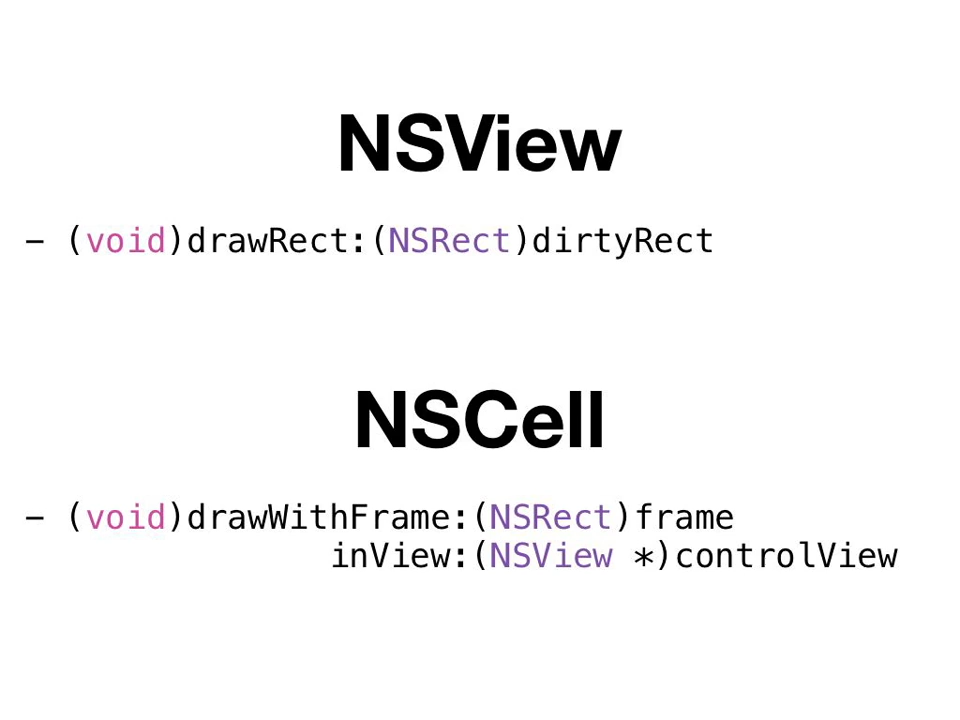 NSView
- (void)drawRect:(NSRect)dirtyRect
NSCell
- (void)drawWithFrame:(NSRect)frame
inView:(NSView *)controlView